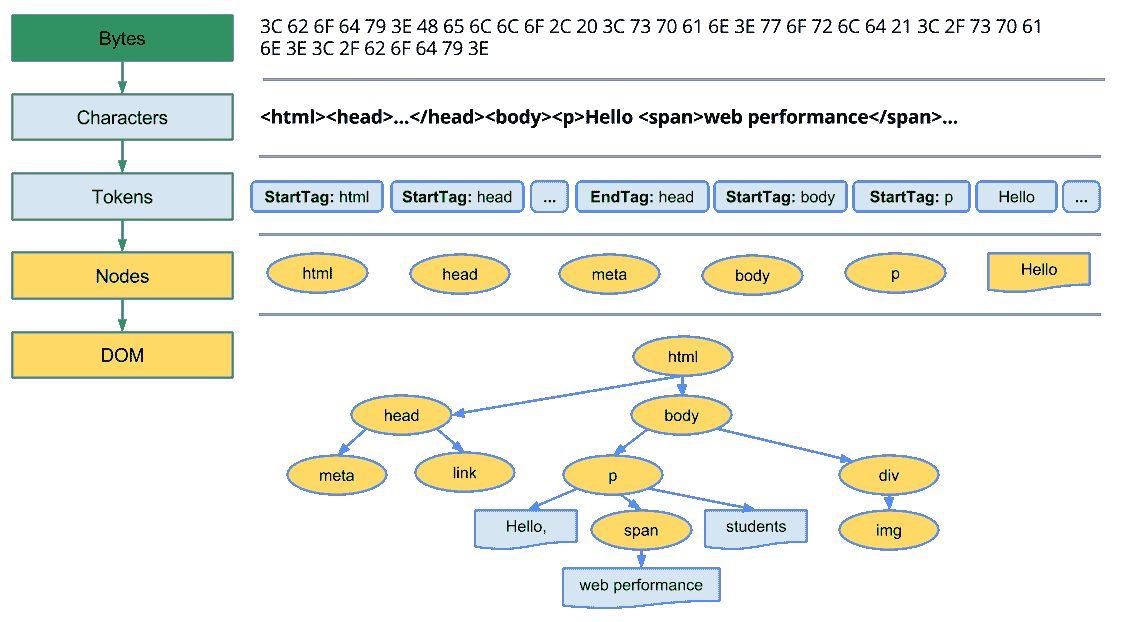 Bytes
3C 62 6F 64 79 3E 48 65 6C 6C 6F 2C 20 3C 73 70 61 6E 3E 77 6F 72 6C 64 21 3C 2F 73 70 61
6E 3E 3C 2F 62 6F 64 79 3E
Characters
<html><head>...</head><body><p>Hello <span>web performance</span>...
Tokens
StartTag: html
StartTag: head
...
EndTag: head
StartTag: body
StartTag: p
Hello
...
Nodes
html
head
meta
body
p
Hello
DOM
html
head
body
meta
link
p
div
Hello,
span
students
img
web performance